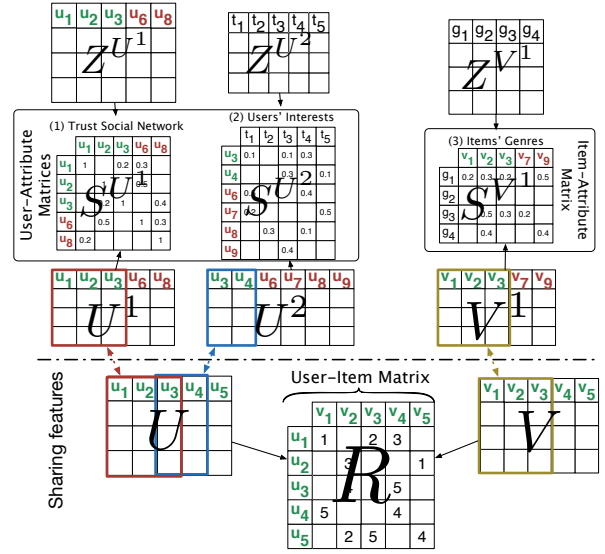 u1 u2 u3 u6 u8
Z^{U^1}
t1 t2 t3 t4 t5
Z^{U^2}
g1 g2 g3 g4
Z^{V^1}
User-Attribute
Matrices
(1) Trust Social Network
u1 u2 u3 u6 u8
u1 1 0.2 0.3
u2 0.5
u3 0.2 1 0.4
u6 0.5 1 0.3
u8 0.2 1
S^{U^1}
(2) Users' Interests
t1 t2 t3 t4 t5
u3 0.1 0.1 0.3
u4 0.3 0.1
u6 0.4
u7 0.2 0.5
u8 0.3 0.1
u9 0.4
S^{U^2}
(3) Items' Genres
v1 v2 v3 v7 v9
g1 0.2 0.3 0.2 0.5
g2
g3 0.5 0.3 0.2
g4 0.4
S^{V^1}
Item-Attribute
Matrix
u1 u2 u3 u6 u8
U^1
u3 u4 u6 u7 u8 u9
U^2
v1 v2 v3 v7 v9
V^1
Sharing features
u1 u2 u3 u4 u5
U
User-Item Matrix
v1 v2 v3 v4 v5
u1 1 2 3
u2 3 1
u3 5
u4 5 4
u5 2 5 4
R
v1 v2 v3 v4 v5
V